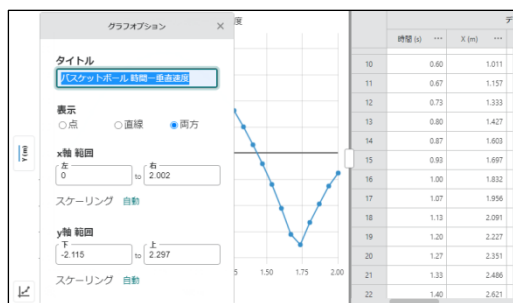 グラフオプション ×
タイトル
バスケットボール 時間ー垂直速度
表示
点 直線 両方
x軸 範囲
左 右
0 to 2.002
スケーリング 自動
y軸 範囲
下 上
-2.115 to 2.297
スケーリング 自動
Y (m)
度
1.50 1.75 2.00
デ
時間 (s) ... X (m) ...
10 0.60 1.011
11 0.67 1.157
12 0.73 1.333
13 0.80 1.427
14 0.87 1.603
15 0.93 1.697
16 1.00 1.832
17 1.07 1.956
18 1.13 2.091
19 1.20 2.227
20 1.27 2.351
21 1.33 2.486
22 1.40 2.621